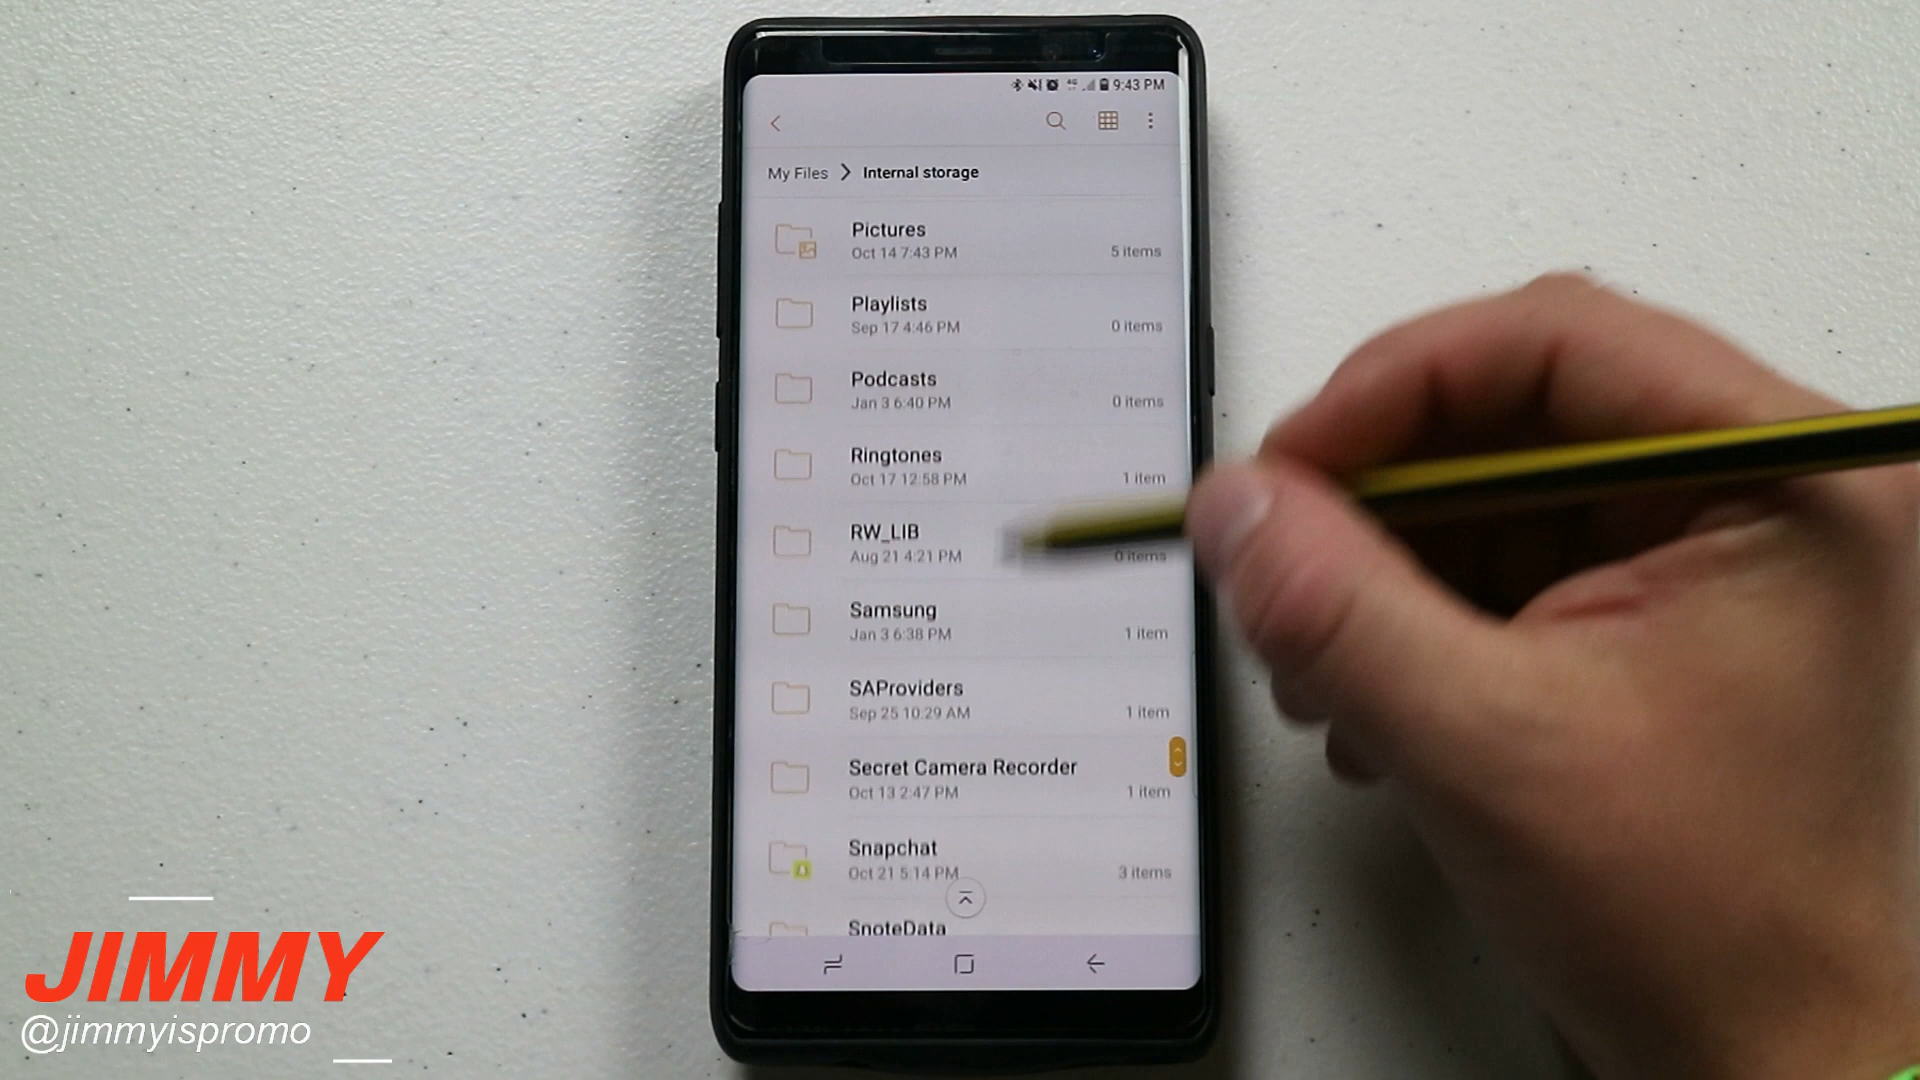 9:43 PM
My Files > Internal storage
Pictures
Oct 14 7:43 PM 5 items
Playlists
Sep 17 4:46 PM 0 items
Podcasts
Jan 3 6:40 PM 0 items
Ringtones
Oct 17 12:58 PM 1 item
RW_LIB
Aug 21 4:21 PM 0 items
Samsung
Jan 3 6:38 PM 1 item
SAProviders
Sep 25 10:29 AM 1 item
Secret Camera Recorder
Oct 13 2:47 PM 1 item
Snapchat
Oct 21 5:14 PM 3 items
SnoteData
JIMMY
@jimmyispromo